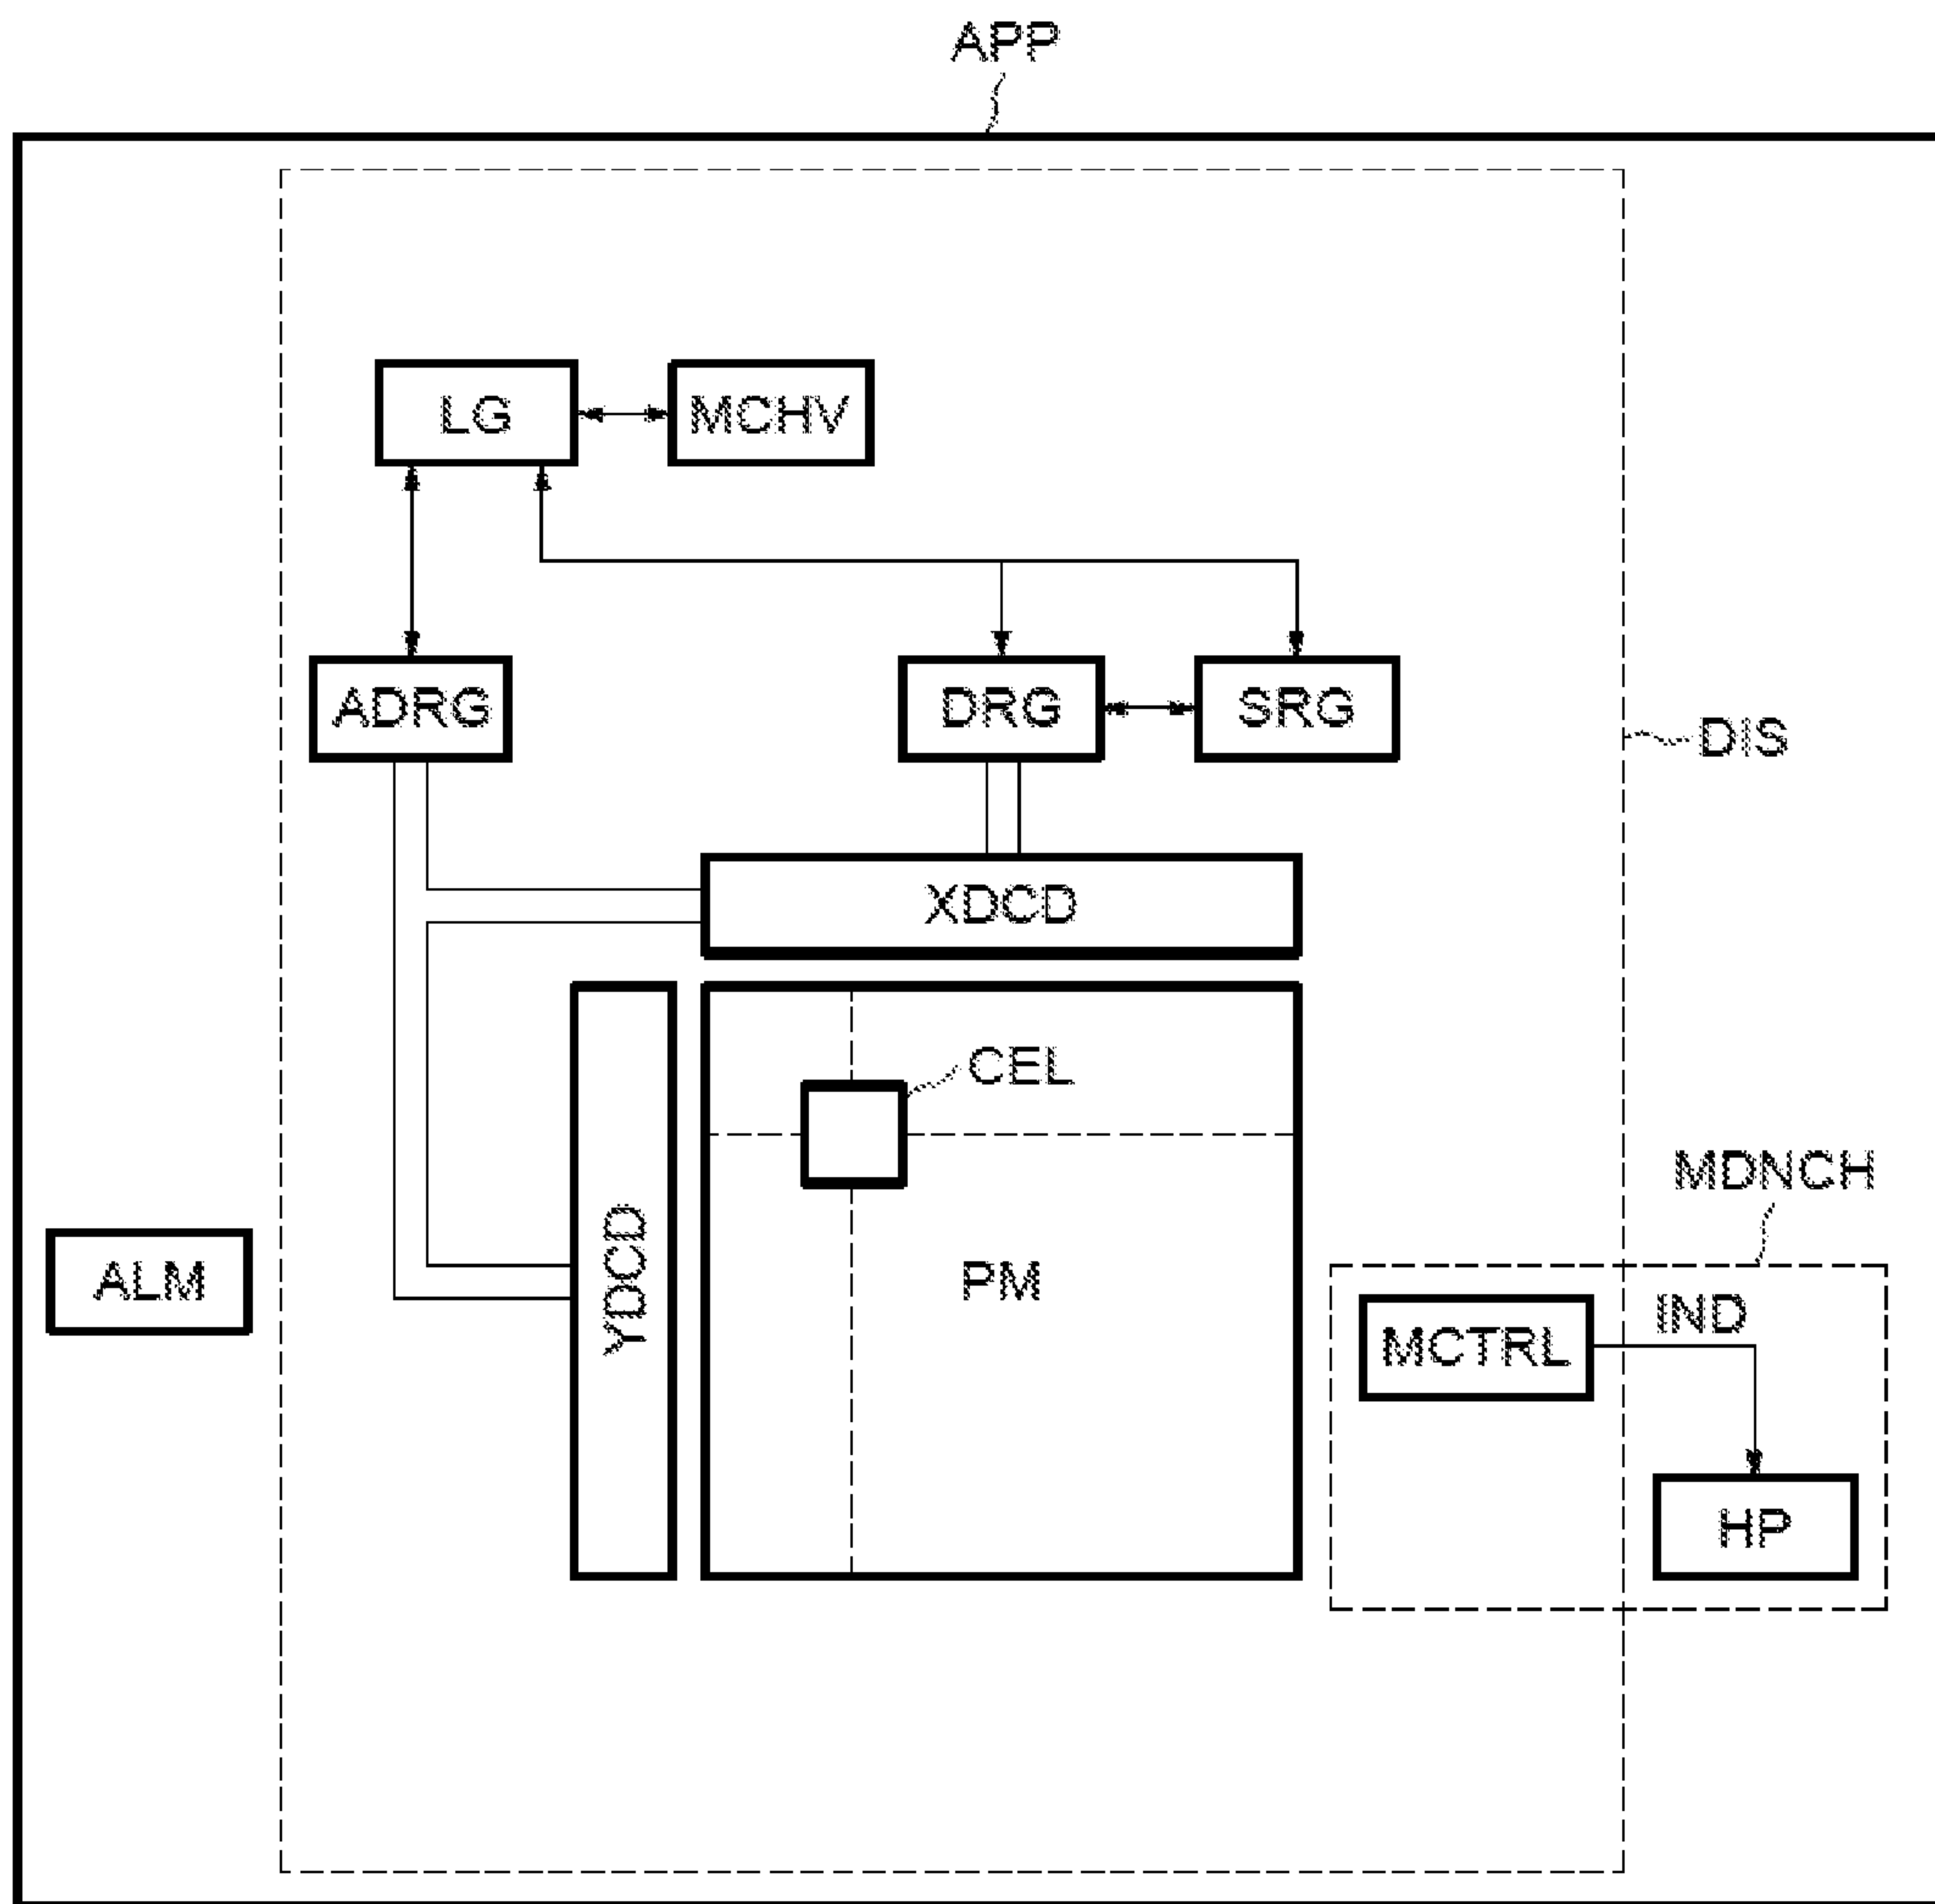 APP
LG
MCHV
ADRG
DRG
SRG
DIS
XDCD
CEL
MDNCH
YDCD
ALM
PM
IND
MCTRL
HP